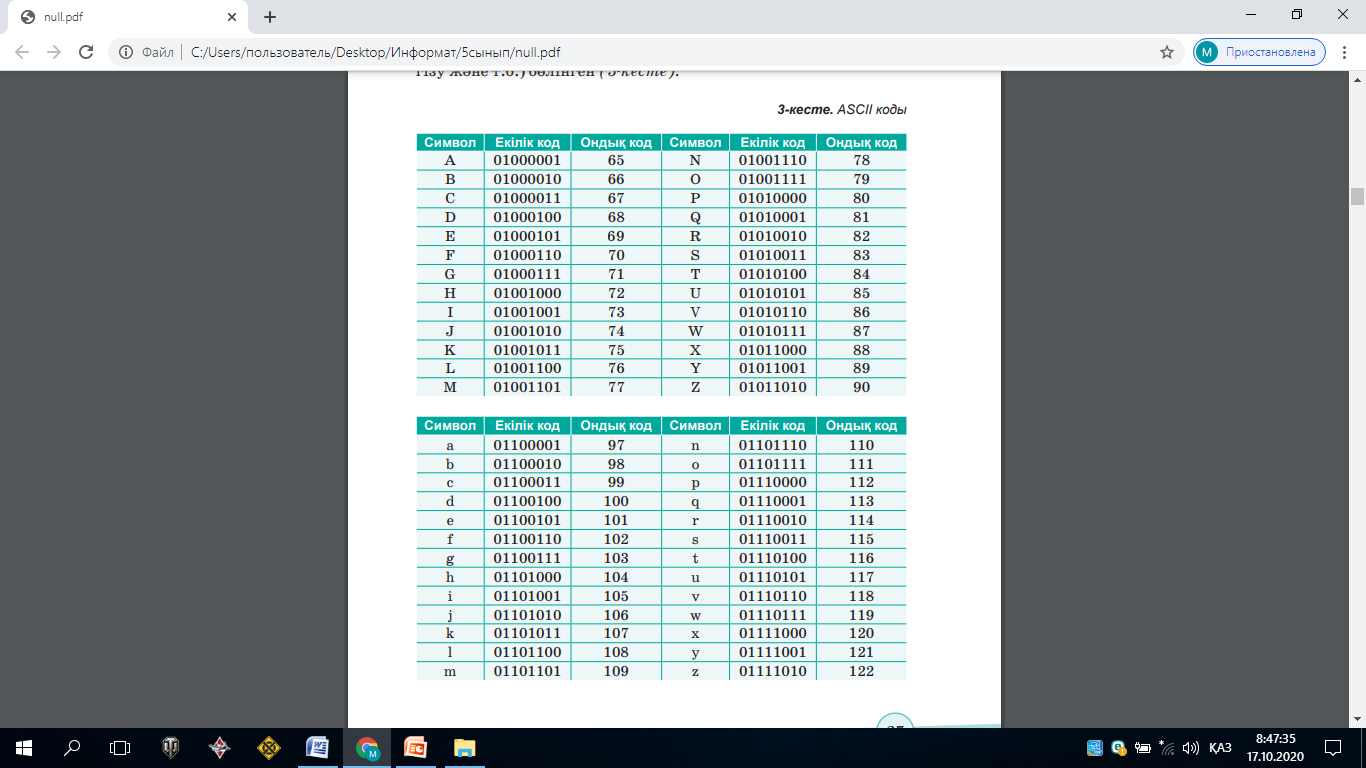 null.pdf
Файл C:/Users/пользователь/Desktop/Информат/5сынып/null.pdf
М Приостановлена
гізу және т.б.) бөлінген (3-кесте).
3-кесте. ASCII коды
Символ Екілік код Ондық код Символ Екілік код Ондық код
A 01000001 65 N 01001110 78
B 01000010 66 O 01001111 79
C 01000011 67 P 01010000 80
D 01000100 68 Q 01010001 81
E 01000101 69 R 01010010 82
F 01000110 70 S 01010011 83
G 01000111 71 T 01010100 84
H 01001000 72 U 01010101 85
I 01001001 73 V 01010110 86
J 01001010 74 W 01010111 87
K 01001011 75 X 01011000 88
L 01001100 76 Y 01011001 89
M 01001101 77 Z 01011010 90
Символ Екілік код Ондық код Символ Екілік код Ондық код
a 01100001 97 n 01101110 110
b 01100010 98 o 01101111 111
c 01100011 99 p 01110000 112
d 01100100 100 q 01110001 113
e 01100101 101 r 01110010 114
f 01100110 102 s 01110011 115
g 01100111 103 t 01110100 116
h 01101000 104 u 01110101 117
i 01101001 105 v 01110110 118
j 01101010 106 w 01110111 119
k 01101011 107 x 01111000 120
l 01101100 108 y 01111001 121
m 01101101 109 z 01111010 122
ҚАЗ
8:47:35
17.10.2020